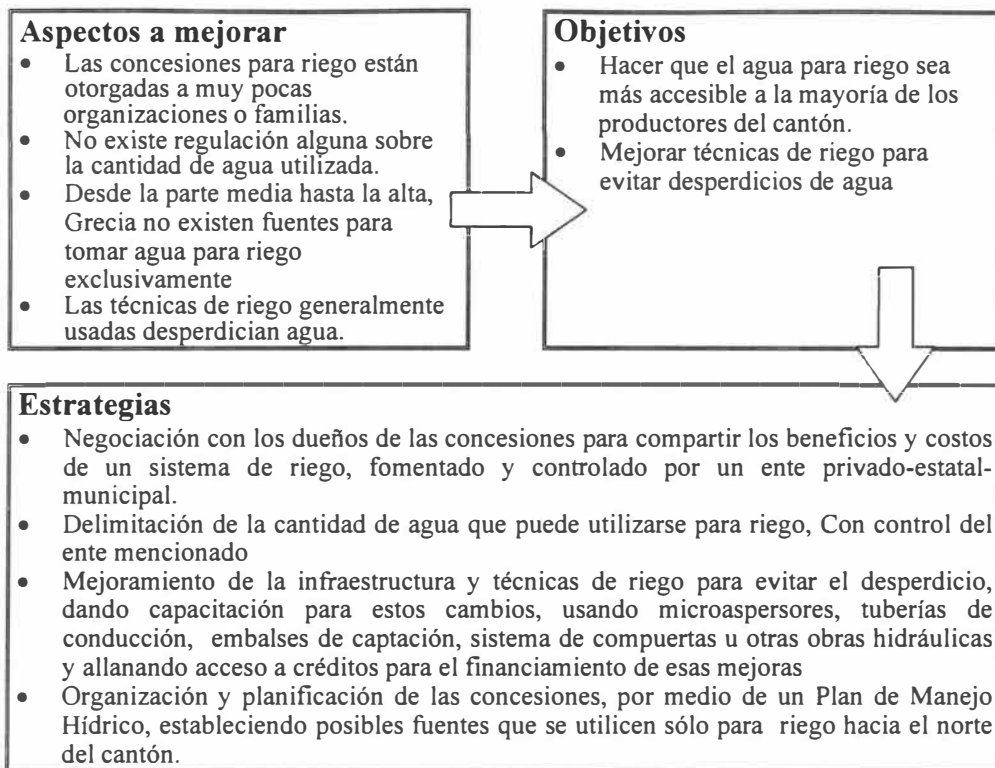 Aspectos a mejorar
• Las concesiones para riego están
otorgadas a muy pocas
organizaciones o familias.
• No existe regulación alguna sobre
la cantidad de agua utilizada.
• Desde la parte media hasta la alta,
Grecia no existen fuentes para
tomar agua para riego
exclusivamente
• Las técnicas de riego generalmente
usadas desperdician agua.
Objetivos
• Hacer que el agua para riego sea
más accesible a la mayoría de los
productores del cantón.
• Mejorar técnicas de riego para
evitar desperdicios de agua
Estrategias
• Negociación con los dueños de las concesiones para compartir los beneficios y costos
de un sistema de riego, fomentado y controlado por un ente privado-estatal-
municipal.
• Delimitación de la cantidad de agua que puede utilizarse para riego, Con control del
ente mencionado
• Mejoramiento de la infraestructura y técnicas de riego para evitar el desperdicio,
dando capacitación para estos cambios, usando microaspersores, tuberías de
conducción, embalses de captación, sistema de compuertas u otras obras hidráulicas
y allanando acceso a créditos para el financiamiento de esas mejoras
• Organización y planificación de las concesiones, por medio de un Plan de Manejo
Hídrico, estableciendo posibles fuentes que se utilicen sólo para riego hacia el norte
del cantón.